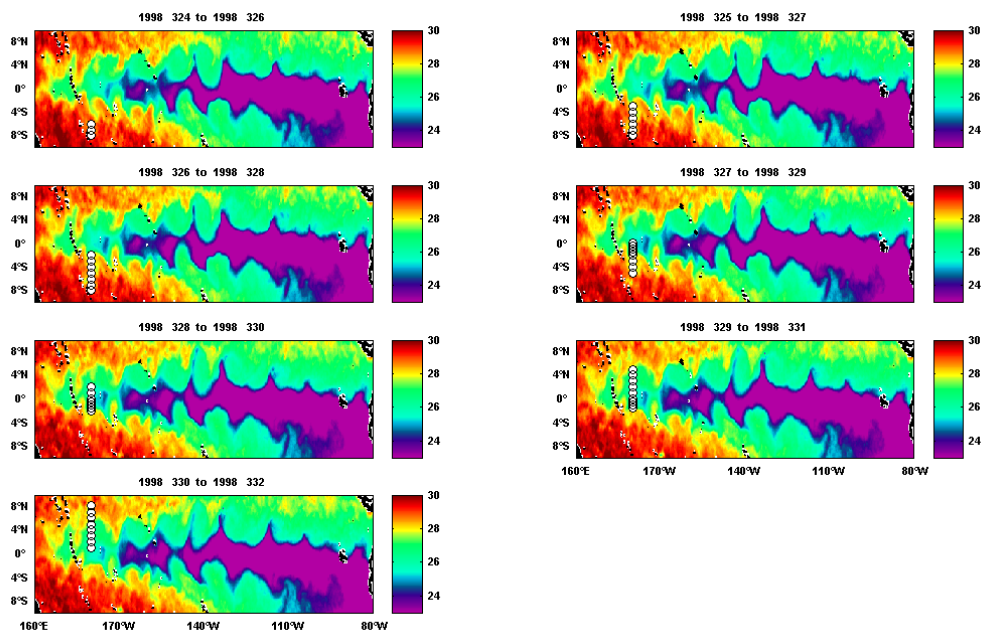 1998 324 to 1998 326
8°N
4°N
0°
4°S
8°S
30
28
26
24
1998 325 to 1998 327
8°N
4°N
0°
4°S
8°S
30
28
26
24
1998 326 to 1998 328
8°N
4°N
0°
4°S
8°S
30
28
26
24
1998 327 to 1998 329
8°N
4°N
0°
4°S
8°S
30
28
26
24
1998 328 to 1998 330
8°N
4°N
0°
4°S
8°S
30
28
26
24
1998 329 to 1998 331
8°N
4°N
0°
4°S
8°S
30
28
26
24
160°E 170°W 140°W 110°W 80°W
1998 330 to 1998 332
8°N
4°N
0°
4°S
8°S
30
28
26
24
160°E 170°W 140°W 110°W 80°W